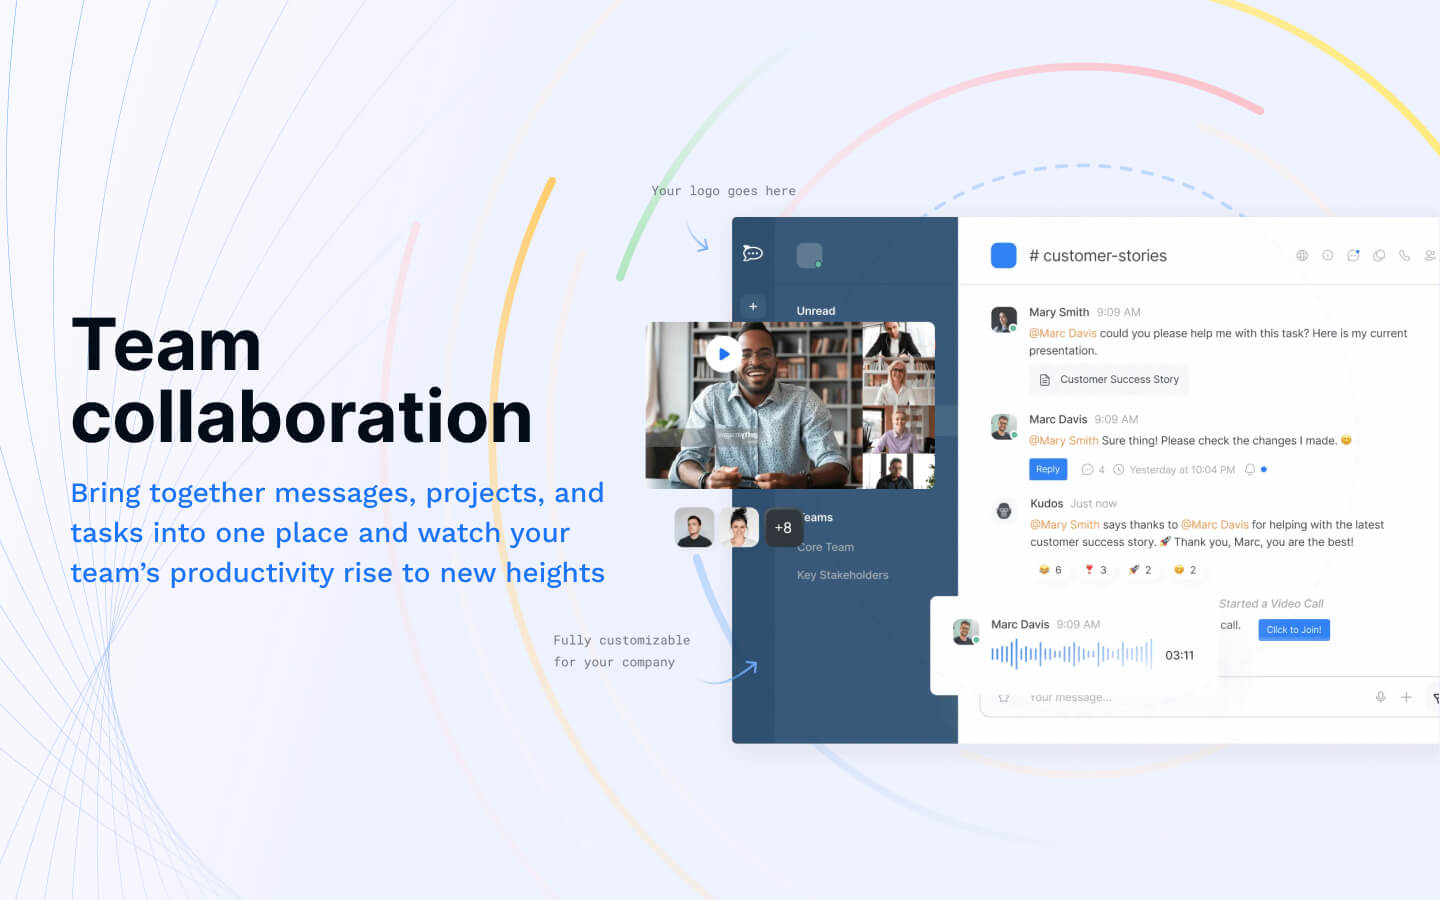 Your logo goes here
Team
collaboration
Bring together messages, projects, and
tasks into one place and watch your
team’s productivity rise to new heights
Fully customizable
for your company
+
Unread
+8
Teams
Core Team
Key Stakeholders
# customer-stories
Mary Smith 9:09 AM
@Marc Davis could you please help me with this task? Here is my current
presentation.
Customer Success Story
Marc Davis 9:09 AM
@Mary Smith Sure thing! Please check the changes I made. 😊
Reply 4 Yesterday at 10:04 PM
Kudos Just now
@Mary Smith says thanks to @Marc Davis for helping with the latest
customer success story. 🚀 Thank you, Marc, you are the best!
😂 6 ❣️ 3 🚀 2 😊 2
Started a Video Call
call. Click to Join!
Marc Davis 9:09 AM
03:11
Your message...